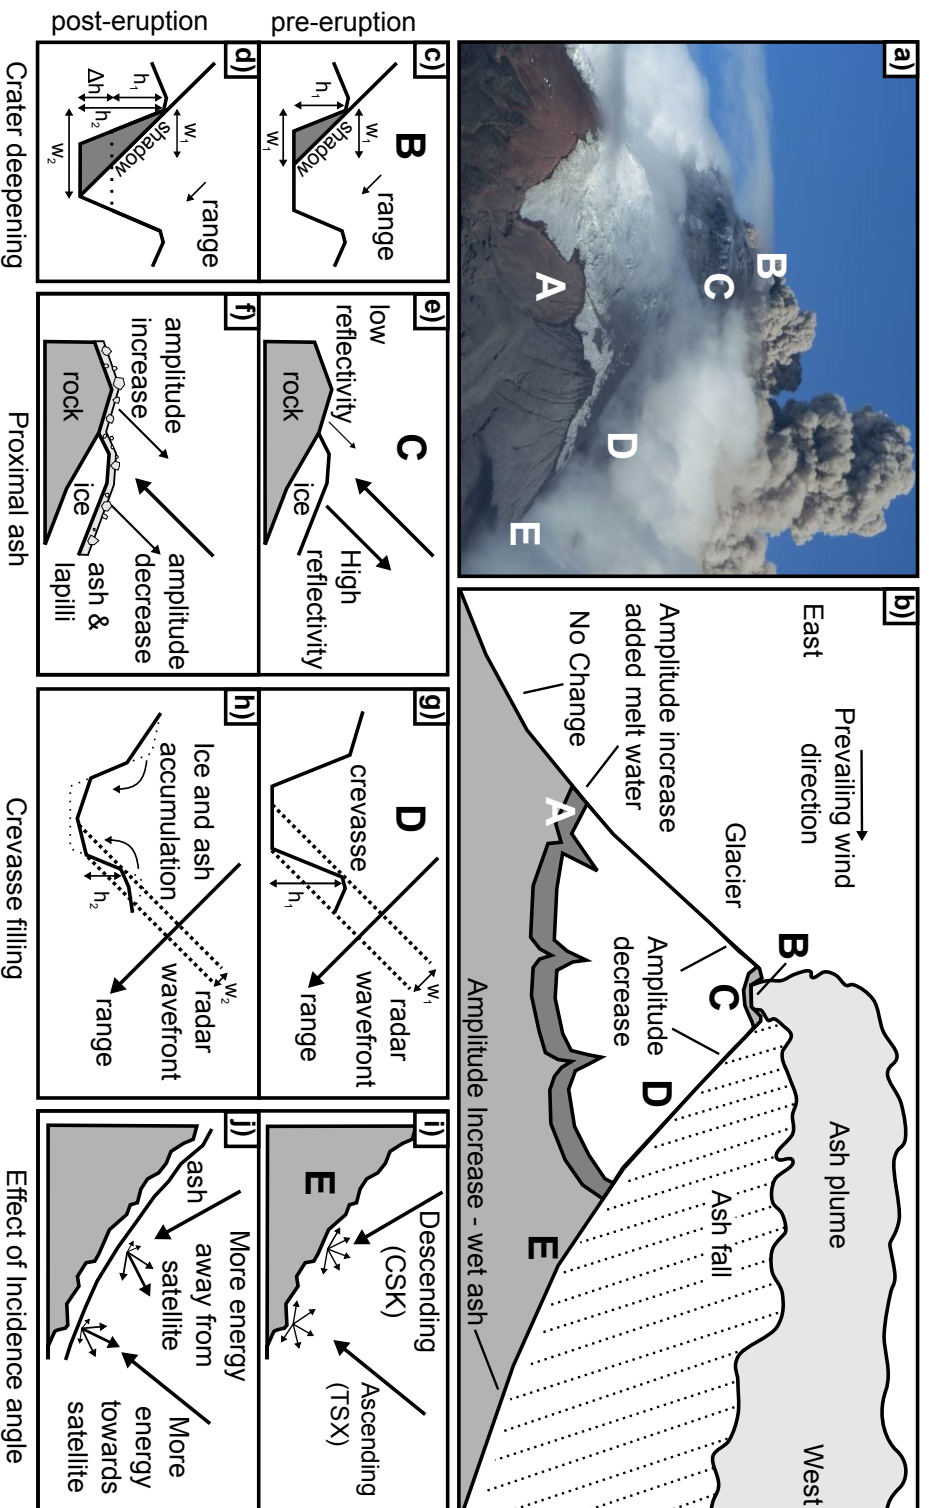 a)
B
C
A
D
E
b)
East
Prevailing wind
direction
Ash plume
West
Glacier
B
C
Ash fall
Amplitude increase
added melt water
No Change
Amplitude
decrease
D
A
E
Amplitude Increase - wet ash
pre-eruption
c)
B
range
h₁
w₁
w₁
shadow
e)
C
low
reflectivity
High
reflectivity
rock
ice
g)
D
crevasse
h₁
w₁
radar
wavefront
range
i)
E
Descending
(CSK)
Ascending
(TSX)
post-eruption
d)
range
h₁
Δh
h₂
w₁
w₂
shadow
f)
amplitude
increase
amplitude
decrease
rock
ice
ash &
lapilli
h)
Ice and ash
accumulation
h₂
w₂
radar
wavefront
range
j)
ash
More energy
away from
satellite
More
energy
towards
satellite
Crater deepening
Proximal ash
Crevasse filling
Effect of Incidence angle